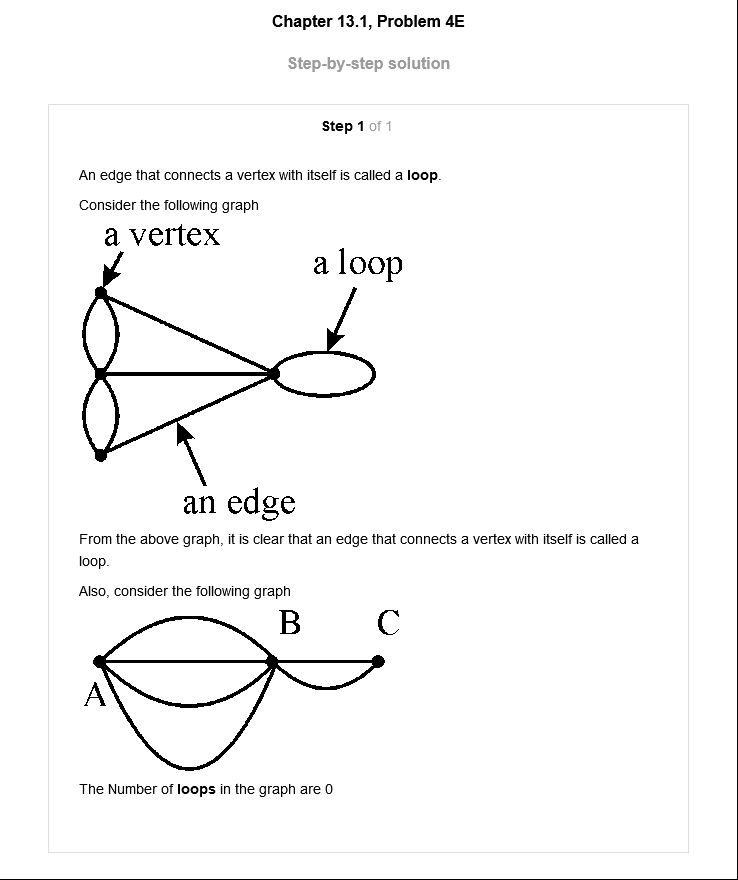 Chapter 13.1, Problem 4E
Step-by-step solution
Step 1 of 1
An edge that connects a vertex with itself is called a loop.
Consider the following graph
a vertex
a loop
an edge
From the above graph, it is clear that an edge that connects a vertex with itself is called a
loop.
Also, consider the following graph
B
C
A
The Number of loops in the graph are 0